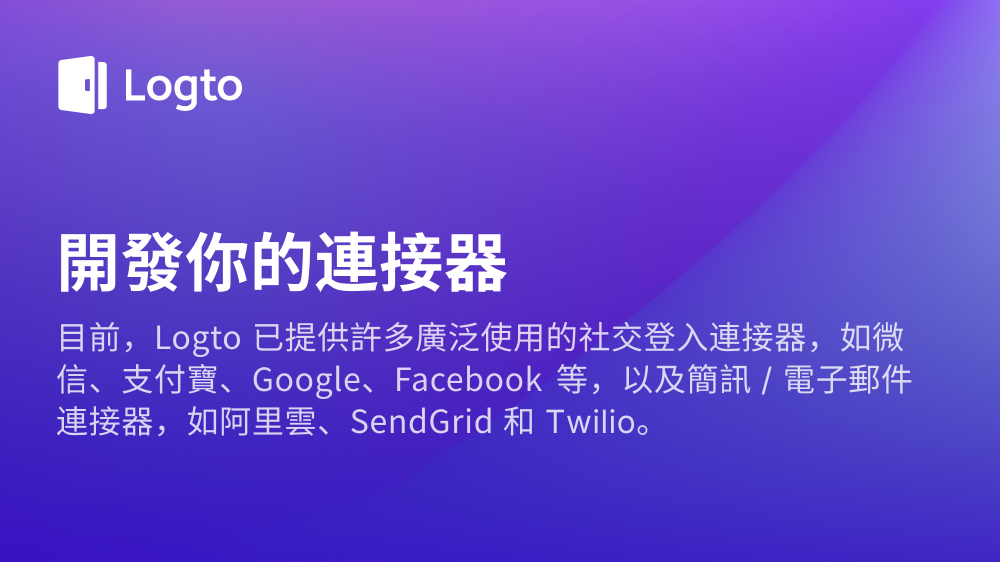 Logto
開發你的連接器
目前，Logto 已提供許多廣泛使用的社交登入連接器，如微
信、支付寶、Google、Facebook 等，以及簡訊 / 電子郵件
連接器，如阿里雲、SendGrid 和 Twilio。